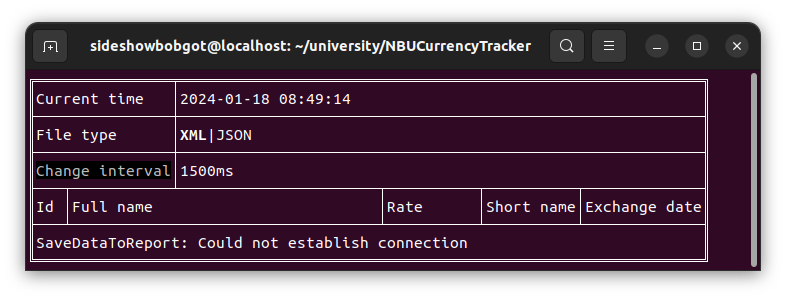 sideshowbobgot@localhost: ~/university/NBUCurrencyTracker
Current time 2024-01-18 08:49:14
File type XML|JSON
Change interval 1500ms
Id Full name Rate Short name Exchange date
SaveDataToReport: Could not establish connection